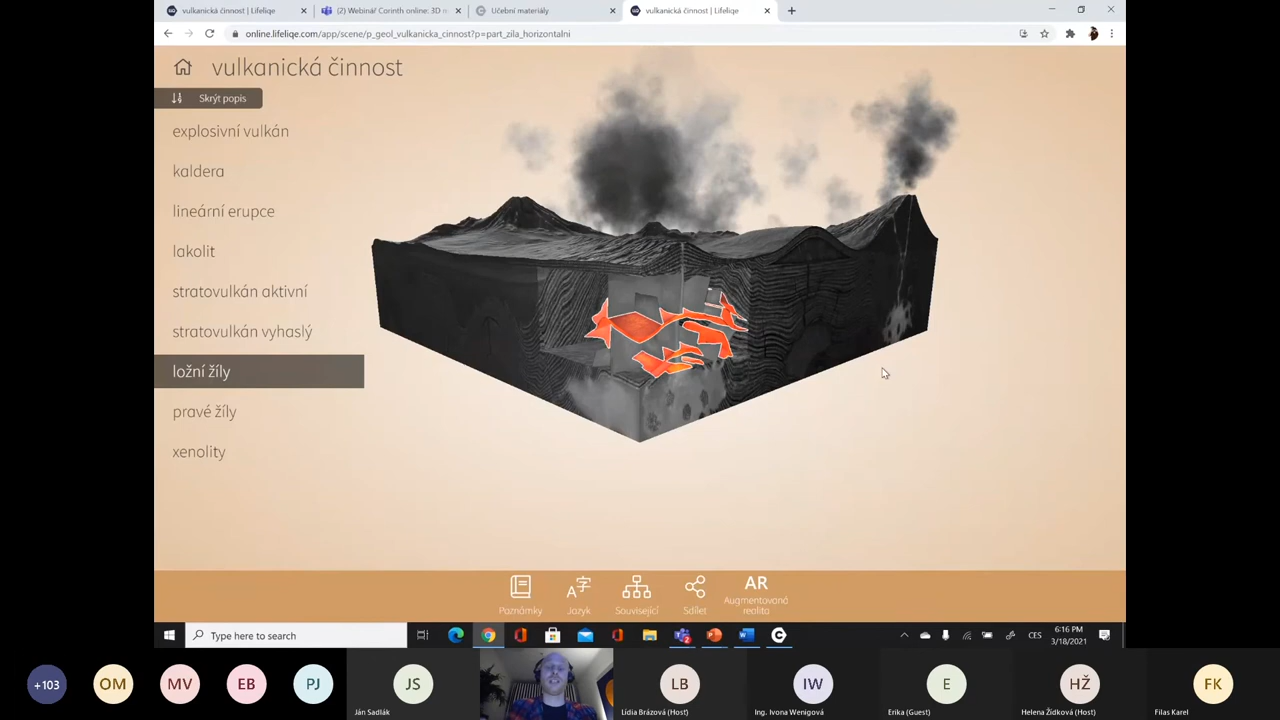 vulkanická činnost | Lifeliqe
(2) Webinář Corinth online: 3D m
Učební materiály
vulkanická činnost | Lifeliqe
online.lifeliqe.com/app/scene/p_geol_vulkanicka_cinnost?p=part_zila_horizontalni
vulkanická činnost
Skrýt popis
explosivní vulkán
kaldera
lineární erupce
lakolit
stratovulkán aktivní
stratovulkán vyhaslý
ložní žíly
pravé žíly
xenolity
Poznámky
Jazyk
Související
Sdílet
AR
Augmentovaná
realita
Type here to search
CES
6:16 PM
3/18/2021
+103
OM
MV
EB
PJ
JS
Ján Sadlák
LB
Lídia Brázová (Host)
IW
Ing. Ivona Wenigová
E
Erika (Guest)
HŽ
Helena Žídková (Host)
FK
Filas Karel